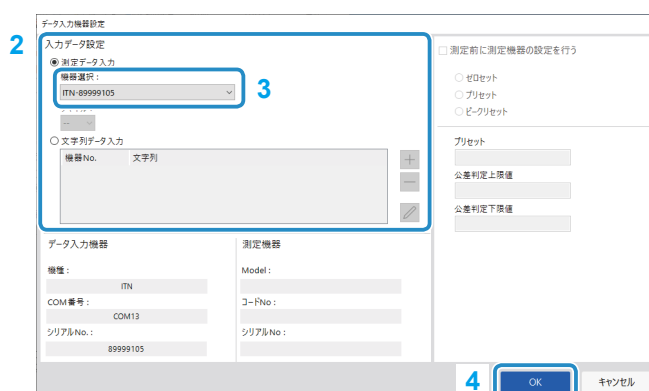 データ入力機器設定
2
入力データ設定
測定データ入力
機器選択：
ITN-89999105
3
--
文字列データ入力
機器No.
文字列
データ入力機器
機種：
ITN
COM番号：
COM13
シリアルNo.：
89999105
測定機器
Model：
コードNo：
シリアルNo：
測定前に測定機器の設定を行う
ゼロセット
プリセット
ピークリセット
プリセット
公差判定上限値
公差判定下限値
4
OK
キャンセル